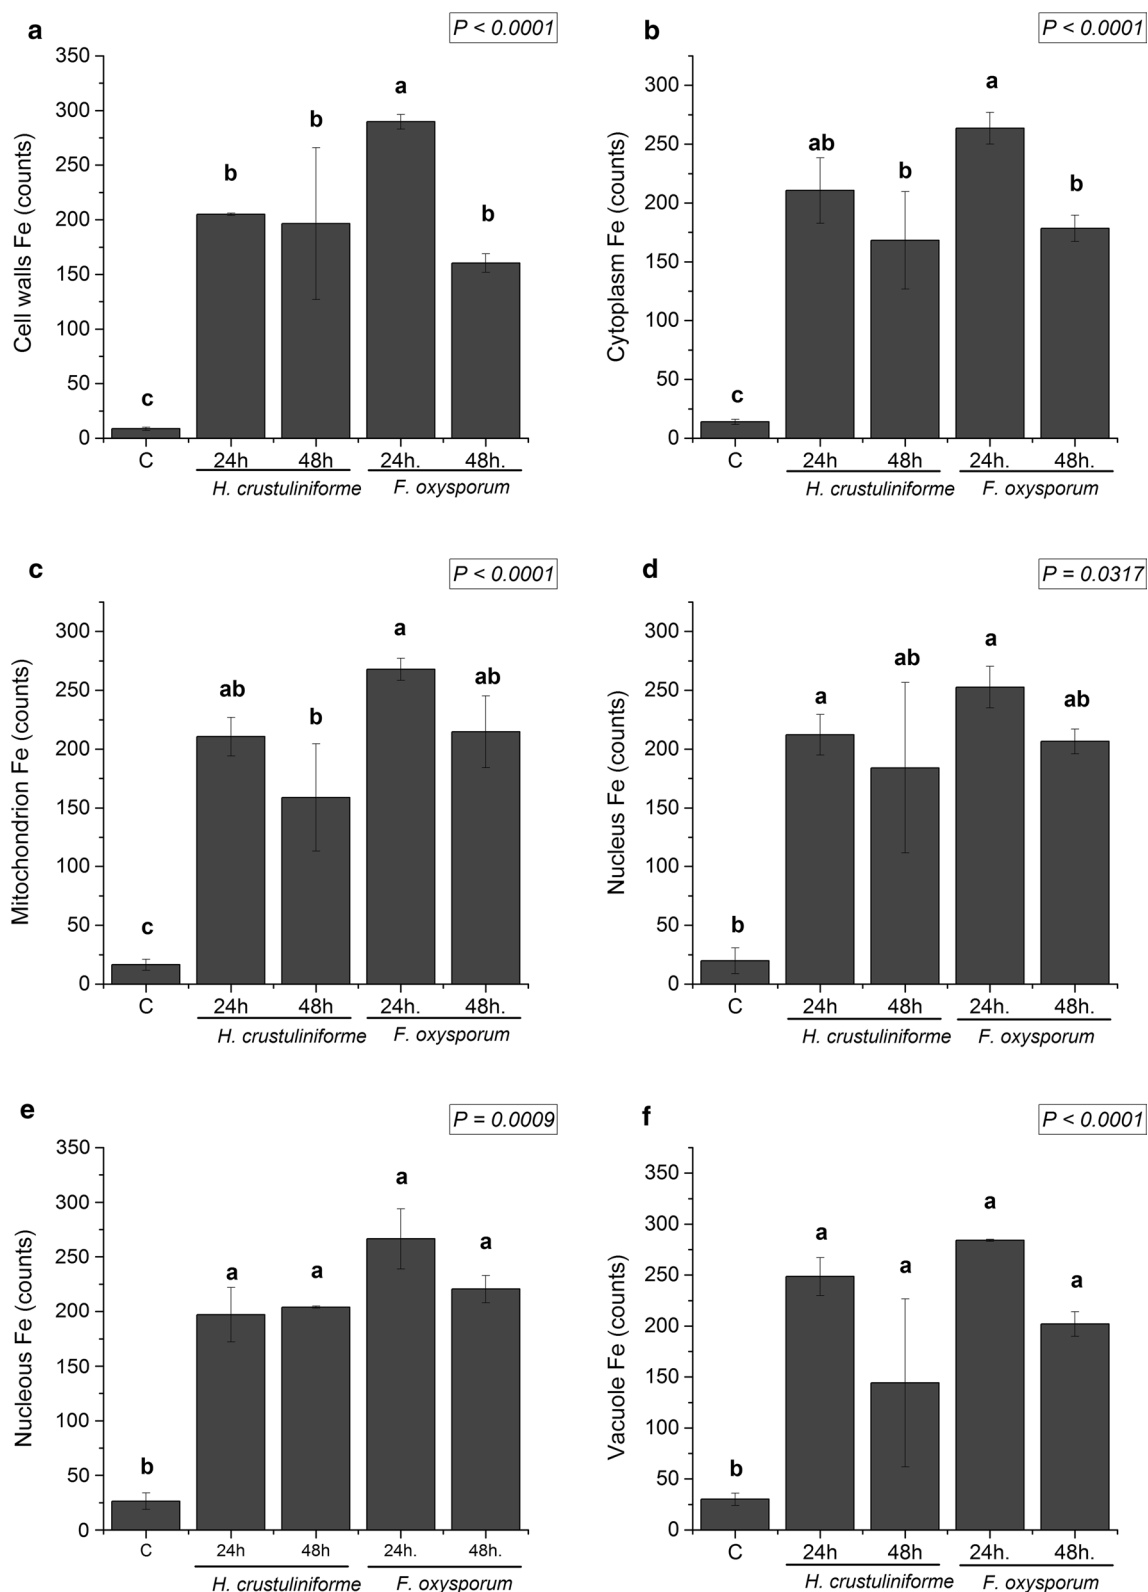 a
P < 0.0001
350
300
250
200
150
100
50
0
Cell walls Fe (counts)
c
b
b
a
b
C 24h 48h 24h. 48h.
H. crustuliniforme F. oxysporum
b
P < 0.0001
300
250
200
150
100
50
0
Cytoplasm Fe (counts)
c
ab
b
a
b
C 24h 48h 24h. 48h.
H. crustuliniforme F. oxysporum
c
P < 0.0001
300
250
200
150
100
50
0
Mitochondrion Fe (counts)
c
ab
b
a
ab
C 24h 48h 24h. 48h.
H. crustuliniforme F. oxysporum
d
P = 0.0317
300
250
200
150
100
50
0
Nucleus Fe (counts)
b
a
ab
a
ab
C 24h 48h 24h. 48h.
H. crustuliniforme F. oxysporum
e
P = 0.0009
350
300
250
200
150
100
50
0
Nucleous Fe (counts)
b
a
a
a
a
C 24h 48h 24h. 48h.
H. crustuliniforme F. oxysporum
f
P < 0.0001
350
300
250
200
150
100
50
0
Vacuole Fe (counts)
b
a
a
a
a
C 24h 48h 24h. 48h.
H. crustuliniforme F. oxysporum